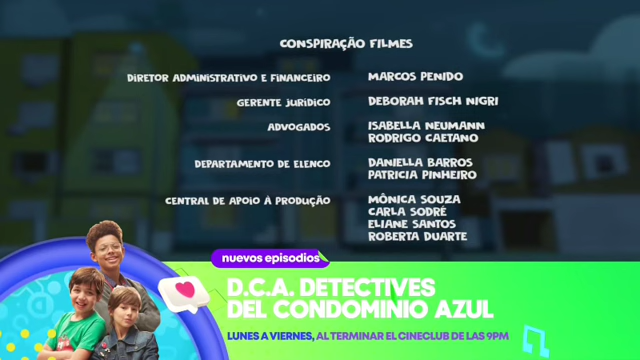 CONSPIRAÇÃO FILMES
DIRETOR ADMINISTRATIVO E FINANCEIRO MARCOS PENIDO
GERENTE JURÍDICO DEBORAH FISCH NIGRI
ADVOGADOS ISABELLA NEUMANN
RODRIGO CAETANO
DEPARTAMENTO DE ELENCO DANIELLA BARROS
PATRICIA PINHEIRO
CENTRAL DE APOIO À PRODUÇÃO MÔNICA SOUZA
CARLA SODRÉ
ELIANE SANTOS
ROBERTA DUARTE
nuevos episodios
D.C.A. DETECTIVES
DEL CONDOMINIO AZUL
LUNES A VIERNES, AL TERMINAR EL CINECLUB DE LAS 9PM